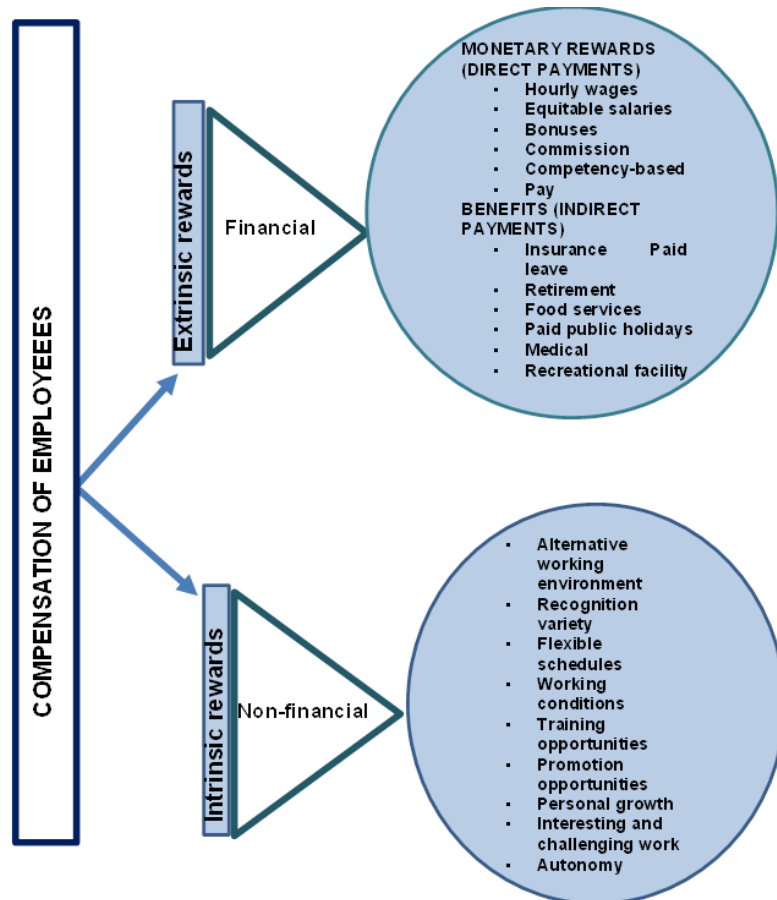 COMPENSATION OF EMPLOYEEES
Extrinsic rewards
Financial
MONETARY REWARDS
(DIRECT PAYMENTS)
▪ Hourly wages
▪ Equitable salaries
▪ Bonuses
▪ Commission
▪ Competency-based
▪ Pay
BENEFITS (INDIRECT
PAYMENTS)
▪ Insurance Paid
leave
▪ Retirement
▪ Food services
▪ Paid public holidays
▪ Medical
▪ Recreational facility
Intrinsic rewards
Non-financial
▪ Alternative
working
environment
▪ Recognition
variety
▪ Flexible
schedules
▪ Working
conditions
▪ Training
opportunities
▪ Promotion
opportunities
▪ Personal growth
▪ Interesting and
challenging work
▪ Autonomy